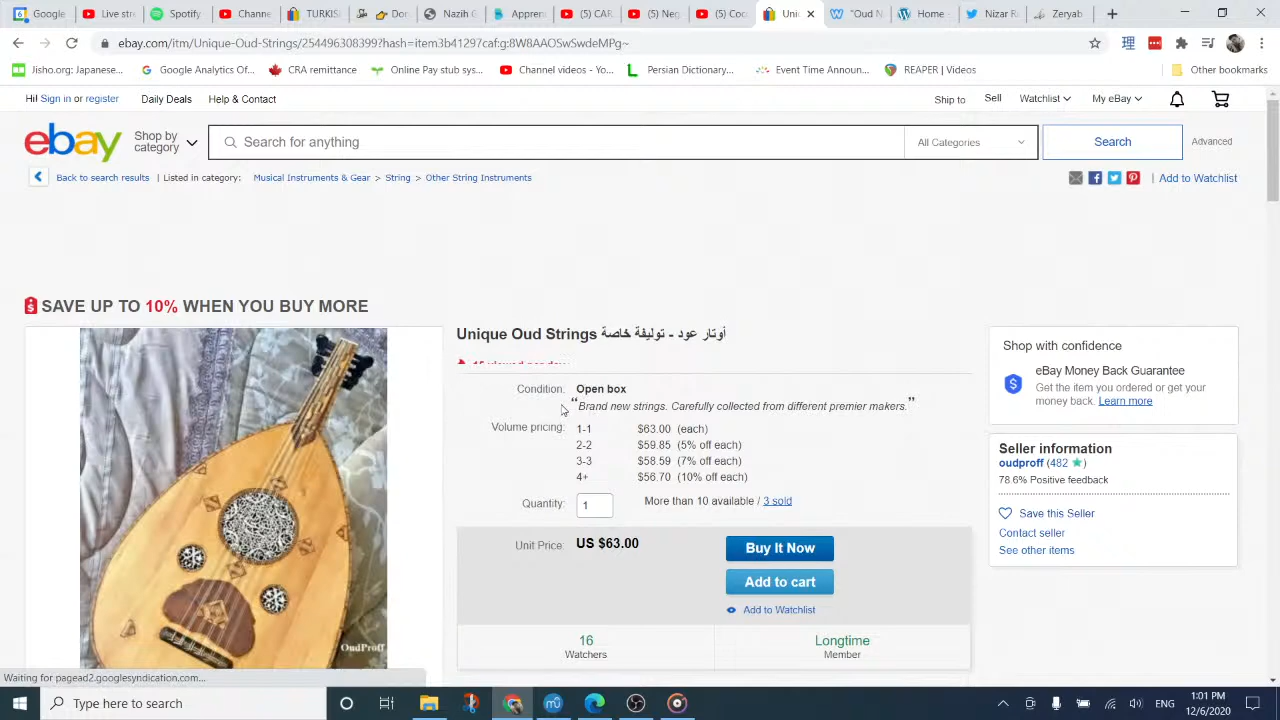 Google
Live stre
Spotify
Channe
TURKIS
Dor
Nazih G
Appren
(5) CAR
(5) Neg
Oud Coca
Uni
"Oud N
Home -
Nizar R
Zeryab
ebay.com/itm/Unique-Oud-Strings/254496308399?hash=item3b41297caf:g:8W8AAOSwSwdeMPg~
Jisho.org: Japanese...
Google Analytics Of...
CRA remittance
Online Pay stub sys...
Channel videos - Yo...
Persian Dictionary...
Event Time Announ...
REAPER | Videos
Other bookmarks
Hi! Sign in or register
Daily Deals
Help & Contact
Ship to
Sell
Watchlist
My eBay
ebay
Shop by
category
Search for anything
All Categories
Search
Advanced
Back to search results | Listed in category: Musical Instruments & Gear > String > Other String Instruments
| Add to Watchlist
SAVE UP TO 10% WHEN YOU BUY MORE
Unique Oud Strings أوتار عود - توليفة خاصة
15 viewed per day
Condition: Open box
"Brand new strings. Carefully collected from different premier makers."
Volume pricing: 1-1 $63.00 (each)
2-2 $59.85 (5% off each)
3-3 $58.59 (7% off each)
4+ $56.70 (10% off each)
Quantity: 1 More than 10 available / 3 sold
Unit Price: US $63.00
Buy It Now
Add to cart
Add to Watchlist
16
Watchers
Longtime
Member
Shop with confidence
eBay Money Back Guarantee
Get the item you ordered or get your
money back. Learn more
Seller information
oudproff (482 )
78.6% Positive feedback
Save this Seller
Contact seller
See other items
OudProff
Waiting for pagead2.googlesyndication.com...
Type here to search
ENG
1:01 PM
12/6/2020